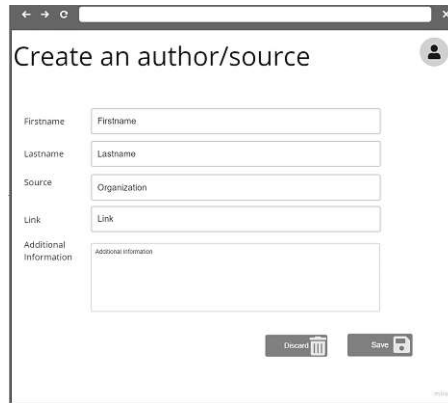 Create an author/source
Firstname
Firstname
Lastname
Lastname
Source
Organization
Link
Link
Additional
Information
Additional Information
Discard
Save